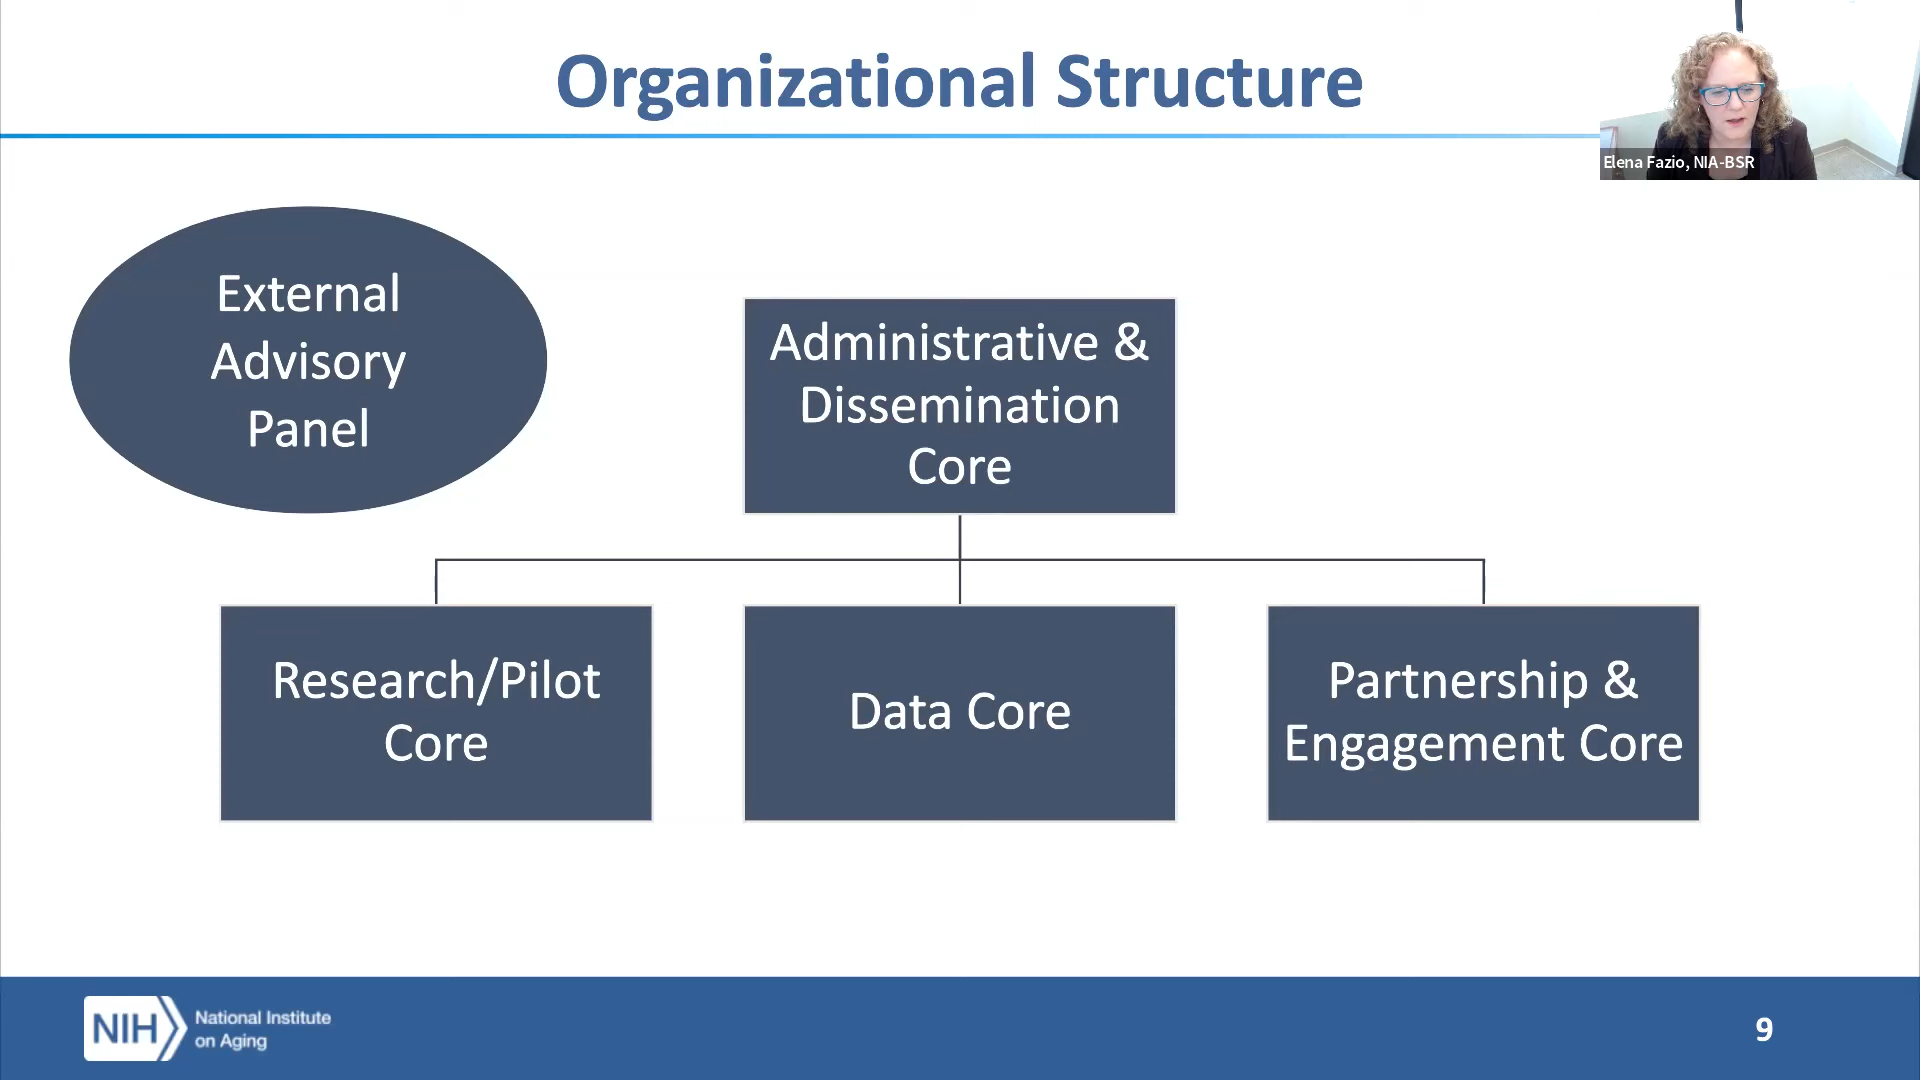 Organizational Structure
Elena Fazio, NIA-BSR
External
Advisory
Panel
Administrative &
Dissemination
Core
Research/Pilot
Core
Data Core
Partnership &
Engagement Core
NIH
National Institute
on Aging
9